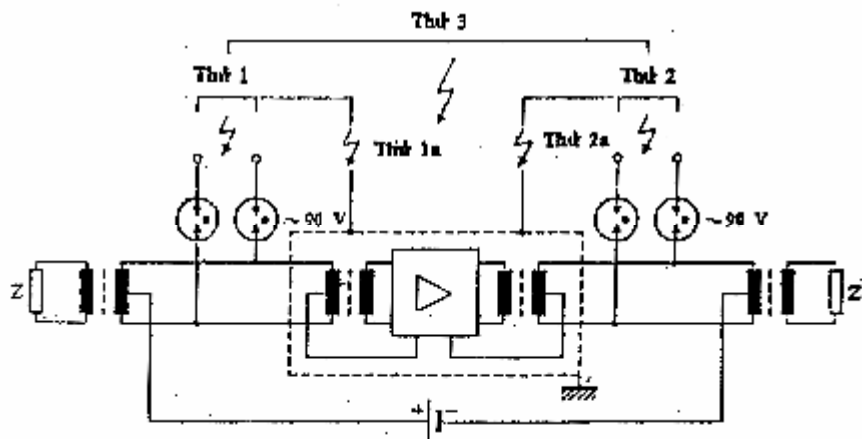 Thử 3
Thử 1
Thử 2
Thử 1a
Thử 2a
~ 90 V
~ 90 V
Z
Z
+ −